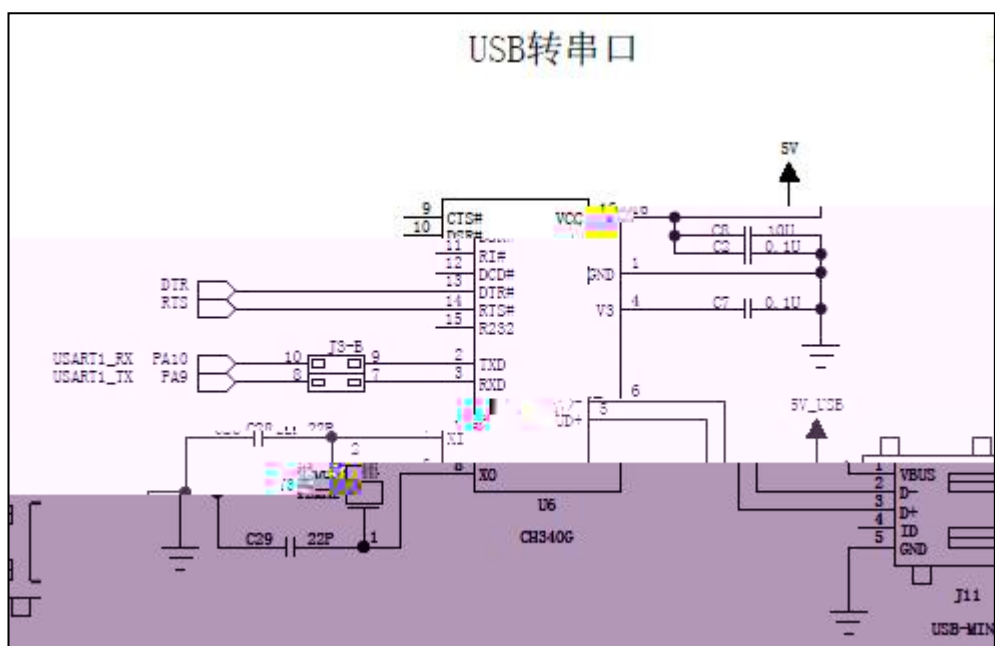 USB转串口
5V
9 CTS# VCC
10
C8 10U
11 C2 0.1U
12 RI#
13 DCD# GND 1
DTR DTR#
RTS 14 RTS# V3 4 C7 0.1U
15 R232
J3-B
USART1_RX PA10 10 9 2 TXD
USART1_TX PA9 8 7 3 RXD
6
5V_USB
5 UD+
22P XI
2
8 XO 1 VBUS
2 D-
U6 3 D+
C29 22P 1 CH340G 4 ID
5 GND
J11
USB-MIN